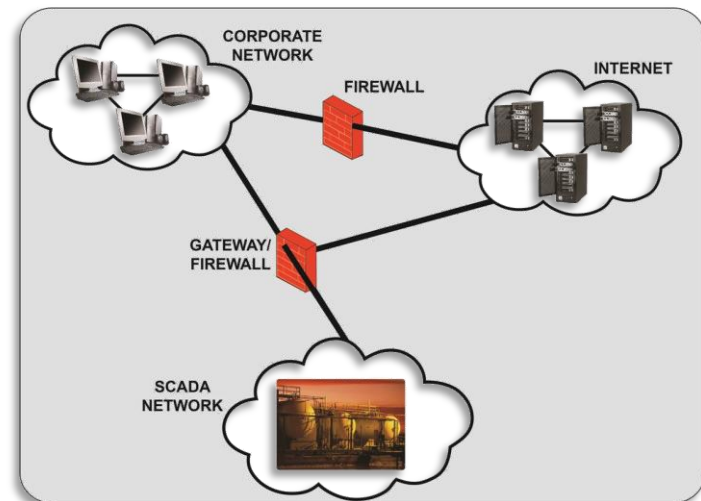 CORPORATE
NETWORK
FIREWALL
INTERNET
GATEWAY/
FIREWALL
SCADA
NETWORK